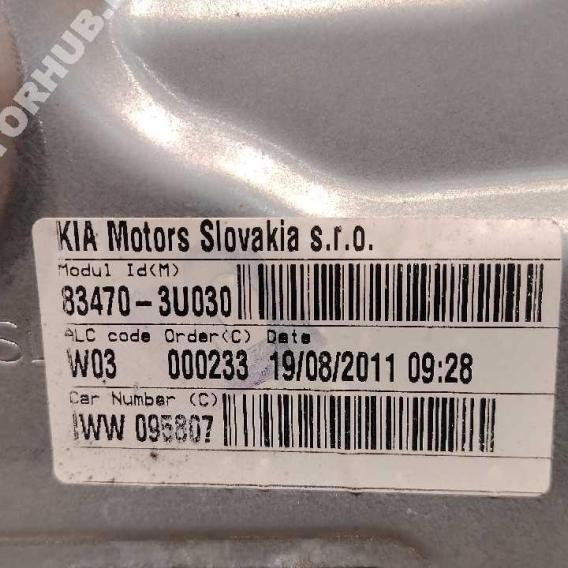 KIA Motors Slovakia s.r.o.
Modul Id(M)
83470-3U030
ALC code Order(C) Date
W03 000233 19/08/2011 09:28
Car Number (C)
IWW 095807